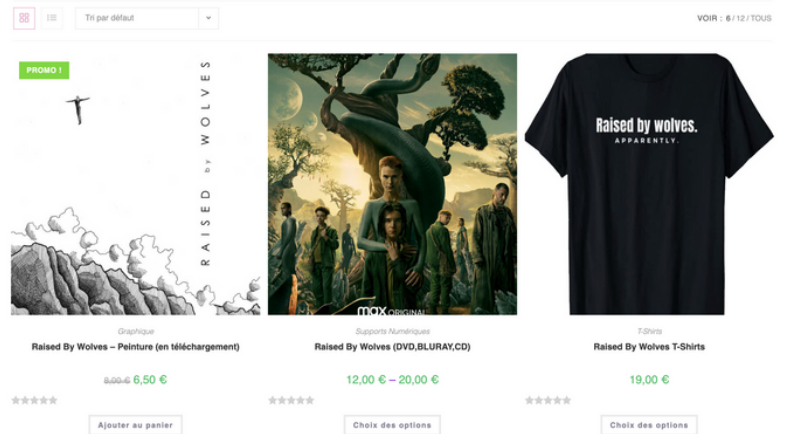 Tri par défaut
VOIR : 6 / 12 / TOUS
PROMO !
RAISED by WOLVES
max ORIGINAL
Raised by wolves.
APPARENTLY.
Graphique
Raised By Wolves – Peinture (en téléchargement)
6,50 €
Ajouter au panier
Supports Numériques
Raised By Wolves (DVD,BLURAY,CD)
12,00 € – 20,00 €
Choix des options
T-Shirts
Raised By Wolves T-Shirts
19,00 €
Choix des options